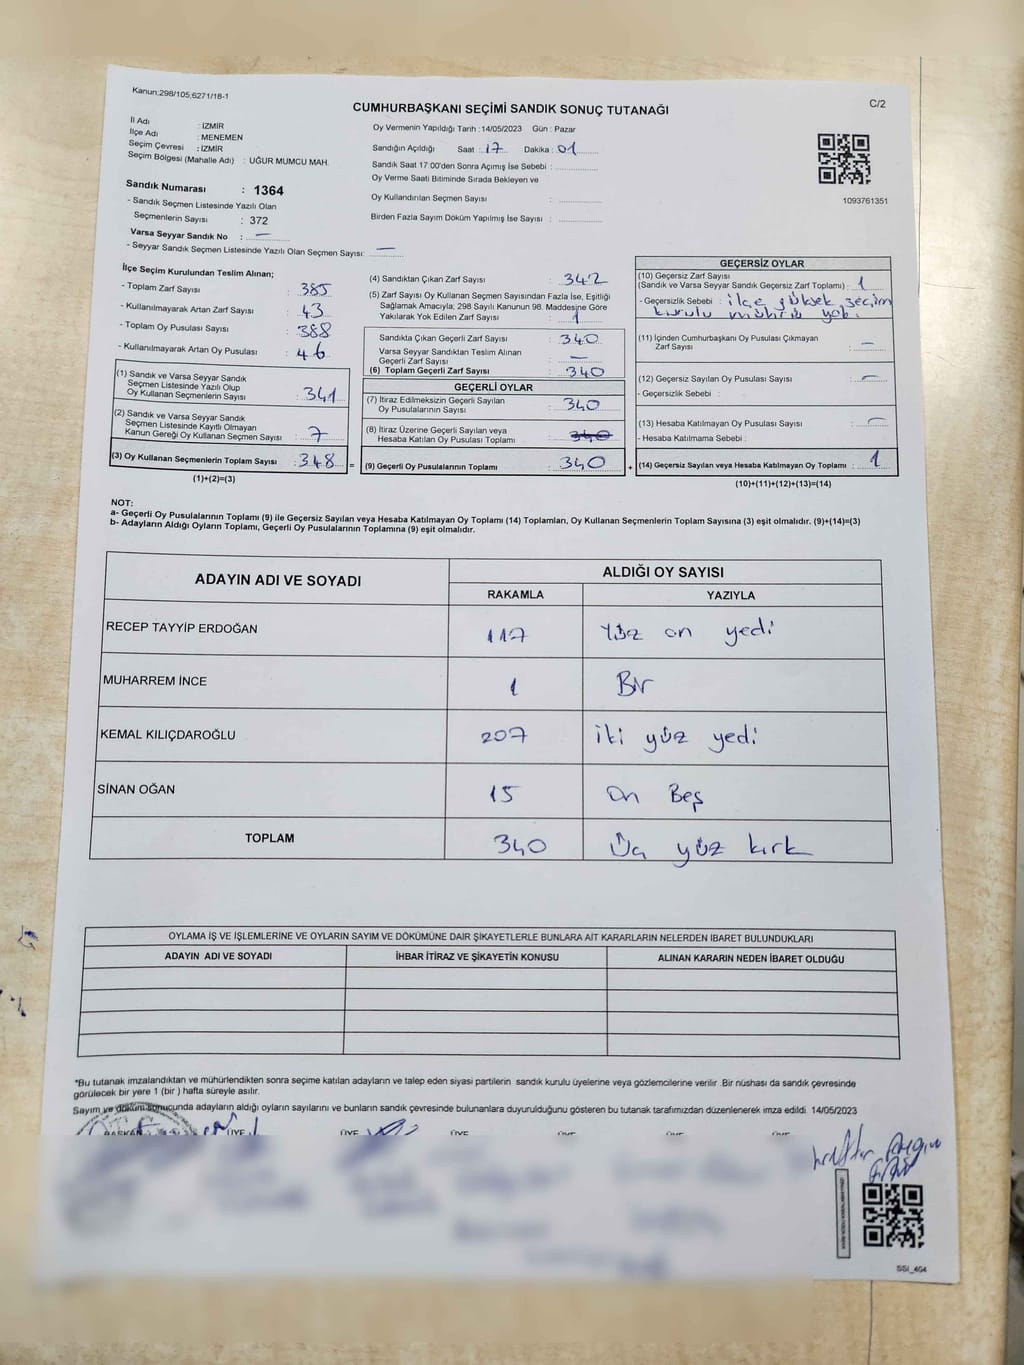 Kanun;298/105;6271/18-1
CUMHURBAŞKANI SEÇİMİ SANDIK SONUÇ TUTANAĞI
C/2
İl Adı : İZMİR
İlçe Adı : MENEMEN
Seçim Çevresi : İZMİR
Seçim Bölgesi (Mahalle Adı) : UĞUR MUMCU MAH.
Sandık Numarası : 1364
- Sandık Seçmen Listesinde Yazılı Olan
Seçmenlerin Sayısı : 372
Varsa Seyyar Sandık No : —
- Seyyar Sandık Seçmen Listesinde Yazılı Olan Seçmen Sayısı: —
Oy Vermenin Yapıldığı Tarih :14/05/2023 Gün : Pazar
Sandığın Açıldığı Saat : 17 Dakika : 01
Sandık Saat 17:00'den Sonra Açımış İse Sebebi :
Oy Verme Saati Bitiminde Sırada Bekleyen ve
Oy Kullandırılan Seçmen Sayısı :
Birden Fazla Sayım Döküm Yapılmış İse Sayısı :
1093761351
İlçe Seçim Kurulundan Teslim Alınan;
- Toplam Zarf Sayısı : 385
- Kullanılmayarak Artan Zarf Sayısı : 43
- Toplam Oy Pusulası Sayısı : 388
- Kullanılmayarak Artan Oy Pusulası : 46
(1) Sandık ve Varsa Seyyar Sandık
Seçmen Listesinde Yazılı Olup
Oy Kullanan Seçmenlerin Sayısı : 341
(2) Sandık ve Varsa Seyyar Sandık
Seçmen Listesinde Kayıtlı Olmayan
Kanun Gereği Oy Kullanan Seçmen Sayısı : 7
(3) Oy Kullanan Seçmenlerin Toplam Sayısı : 348
(1)+(2)=(3)
(4) Sandıktan Çıkan Zarf Sayısı : 342
(5) Zarf Sayısı Oy Kullanan Seçmen Sayısından Fazla İse, Eşitliği
Sağlamak Amacıyla; 298 Sayılı Kanunun 98. Maddesine Göre
Yakılarak Yok Edilen Zarf Sayısı : 1
Sandıkta Çıkan Geçerli Zarf Sayısı : 340
Varsa Seyyar Sandıktan Teslim Alınan
Geçerli Zarf Sayısı : —
(6) Toplam Geçerli Zarf Sayısı : 340
GEÇERLİ OYLAR
(7) İtiraz Edilmeksizin Geçerli Sayılan
Oy Pusulalarının Sayısı : 340
(8) İtiraz Üzerine Geçerli Sayılan veya
Hesaba Katılan Oy Pusulası Toplamı : 340
= (9) Geçerli Oy Pusulalarının Toplamı : 340 +
GEÇERSİZ OYLAR
(10) Geçersiz Zarf Sayısı
(Sandık ve Varsa Seyyar Sandık Geçersiz Zarf Toplamı) : 1
- Geçersizlik Sebebi : ilçe yüksek seçim
kurulu mührü yok.
(11) İçinden Cumhurbaşkanı Oy Pusulası Çıkmayan
Zarf Sayısı : —
(12) Geçersiz Sayılan Oy Pusulası Sayısı : —
- Geçersizlik Sebebi :
(13) Hesaba Katılmayan Oy Pusulası Sayısı : —
- Hesaba Katılmama Sebebi :
(14) Geçersiz Sayılan veya Hesaba Katılmayan Oy Toplamı : 1
(10)+(11)+(12)+(13)=(14)
NOT:
a- Geçerli Oy Pusulalarının Toplamı (9) ile Geçersiz Sayılan veya Hesaba Katılmayan Oy Toplamı (14) Toplamları, Oy Kullanan Seçmenlerin Toplam Sayısına (3) eşit olmalıdır. (9)+(14)=(3)
b- Adayların Aldığı Oyların Toplamı, Geçerli Oy Pusulalarının Toplamına (9) eşit olmalıdır.
ADAYIN ADI VE SOYADI
ALDIĞI OY SAYISI
RAKAMLA YAZIYLA
RECEP TAYYİP ERDOĞAN 117 Yüz on yedi
MUHARREM İNCE 1 Bir
KEMAL KILIÇDAROĞLU 207 iki yüz yedi
SİNAN OĞAN 15 On Beş
TOPLAM 340 Üç yüz kırk
OYLAMA İŞ VE İŞLEMLERİNE VE OYLARIN SAYIM VE DÖKÜMÜNE DAİR ŞİKAYETLERLE BUNLARA AİT KARARLARIN NELERDEN İBARET BULUNDUKLARI
ADAYIN ADI VE SOYADI İHBAR İTİRAZ VE ŞİKAYETİN KONUSU ALINAN KARARIN NEDEN İBARET OLDUĞU
*Bu tutanak imzalandıktan ve mühürlendikten sonra seçime katılan adayların ve talep eden siyasi partilerin sandık kurulu üyelerine veya gözlemcilerine verilir .Bir nüshası da sandık çevresinde
görülecek bir yere 1 (bir ) hafta süreyle asılır.
Sayım ve döküm sonucunda adayların aldığı oyların sayılarını ve bunların sandık çevresinde bulunanlara duyurulduğunu gösteren bu tutanak tarafımızdan düzenlenerek imza edildi. 14/05/2023
BAŞKAN ÜYE ÜYE ÜYE ÜYE ÜYE ÜYE
SSI_404